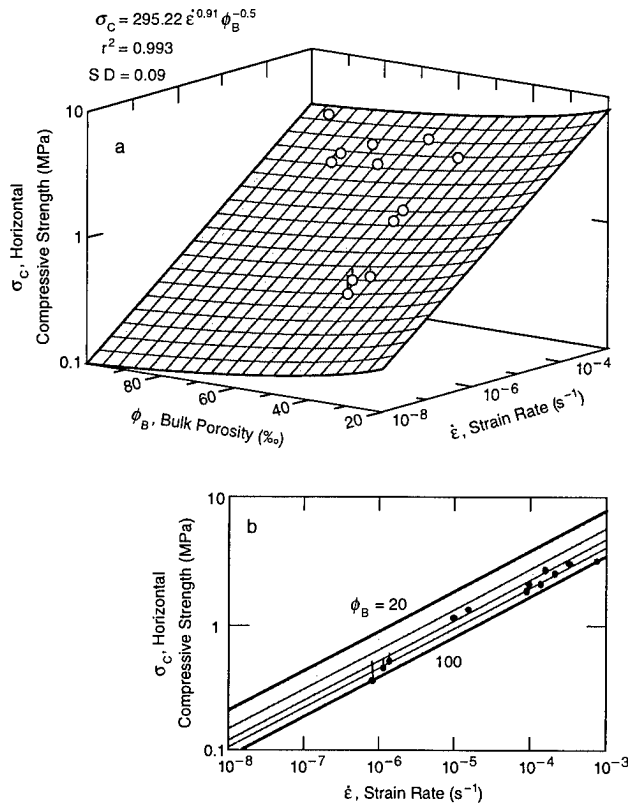 σC = 295.22 ε̇^0.91 ϕB^-0.5
r² = 0.993
S D = 0.09
a
10
1
0.1
σC, Horizontal
Compressive Strength (MPa)
80
60
40
20
ϕB, Bulk Porosity (‰)
10⁻⁸
10⁻⁶
10⁻⁴
ε̇, Strain Rate (s⁻¹)
b
10
1
0.1
σC, Horizontal
Compressive Strength (MPa)
ϕB = 20
100
10⁻⁸
10⁻⁷
10⁻⁶
10⁻⁵
10⁻⁴
10⁻³
ε̇, Strain Rate (s⁻¹)